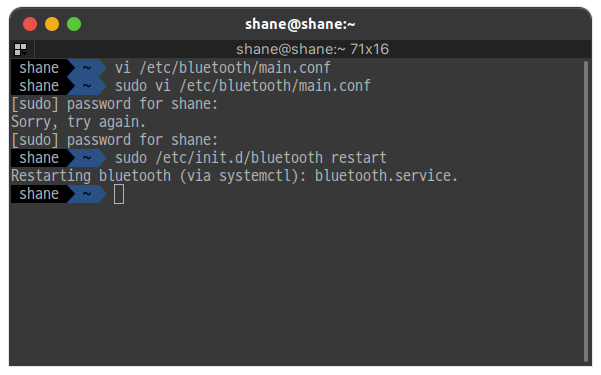 shane@shane:~
shane@shane:~ 71x16
shane ~ vi /etc/bluetooth/main.conf
shane ~ sudo vi /etc/bluetooth/main.conf
[sudo] password for shane:
Sorry, try again.
[sudo] password for shane:
shane ~ sudo /etc/init.d/bluetooth restart
Restarting bluetooth (via systemctl): bluetooth.service.
shane ~